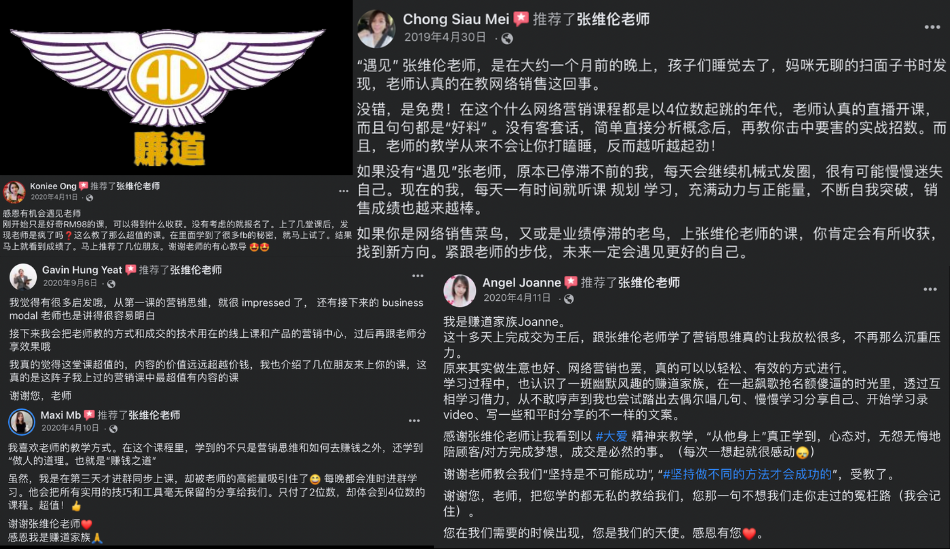 AC
赚道
Koniee Ong 推荐了张维伦老师
2020年4月11日
感恩有机会遇见老师
刚开始只是好奇RM98的课，可以得到什么收获。没有考虑的就报名了。上了几堂课后，发
现老师是疯了吗？这么教了那么超值的课。在里面学到了很多fb的秘密，就马上试了。结果
马上就看到成绩了。马上推荐了几位朋友。谢谢老师的有心教导 🤩🤩
Gavin Hung Yeat 推荐了张维伦老师
2020年9月6日
我觉得有很多启发哦，从第一课的营销思维，就很 impressed 了， 还有接下来的 business
modal 老师也是讲得很容易明白
接下来我会把老师教的方式和成交的技术用在的线上课和产品的营销中心，过后再跟老师分
享效果哦
我真的觉得这堂课超值的，内容的价值远远超越价钱，我也介绍了几位朋友来上你的课，这
真的是这阵子我上过的营销课中最超值有内容的课
谢谢您，老师
Maxi Mb 推荐了张维伦老师
2020年4月10日
我喜欢老师的教学方式。在这个课程里，学到的不只是营销思维和如何去赚钱之外，还学到
“做人的道理。也就是“赚钱之道”
虽然，我是在第三天才进群同步上课，却被老师的高能量吸引住了😋 每晚都会准时进群学
习。他会把所有实用的技巧和工具毫无保留的分享给我们。只付了2位数，却体会到4位数的
课程。超值！👍
谢谢张维伦老师❤️
感恩我是赚道家族🙏
Chong Siau Mei 推荐了张维伦老师
2019年4月30日
“遇见” 张维伦老师，是在大约一个月前的晚上，孩子们睡觉去了，妈咪无聊的扫面子书时发
现，老师认真的在教网络销售这回事。
没错，是免费！在这个什么网络营销课程都是以4位数起跳的年代，老师认真的直播开课，
而且句句都是“好料” 。没有客套话，简单直接分析概念后，再教你击中要害的实战招数。而
且，老师的教学从来不会让你打瞌睡，反而越听越起劲！
如果没有“遇见”张老师，原本已停滞不前的我，每天会继续机械式发圈，很有可能慢慢迷失
自己。现在的我，每天一有时间就听课 规划 学习，充满动力与正能量，不断自我突破，销
售成绩也越来越棒。
如果你是网络销售菜鸟，又或是业绩停滞的老鸟，上张维伦老师的课，你肯定会有所收获，
找到新方向。紧跟老师的步伐，未来一定会遇见更好的自己。
Angel Joanne 推荐了张维伦老师
2020年4月11日
我是赚道家族Joanne。
这十多天上完成交为王后，跟张维伦老师学了营销思维真的让我放松很多，不再那么沉重压
力。
原来其实做生意也好、网络营销也罢，真的可以以轻松、有效的方式进行。
学习过程中，也认识了一班幽默风趣的赚道家族，在一起飙歌抢名额傻逼的时光里，透过互
相学习借力，从不敢哼声到我也尝试踏出去偶尔唱几句、慢慢学习分享自己、开始学习录
video、写一些和平时分享的不一样的文案。
感谢张维伦老师让我看到以 #大爱 精神来教学，“从他身上”真正学到，心态对，无怨无悔地
陪顾客/对方完成梦想，成交是必然的事。（每次一想起就很感动😝）
谢谢老师教会我们“坚持是不可能成功”, “#坚持做不同的方法才会成功的”，受教了。
谢谢您，老师，把您学的都无私的教给我们，您那一句不想我们走你走过的冤枉路（我会记
住）.
您在我们需要的时候出现，您是我们的天使。感恩有您❤️。